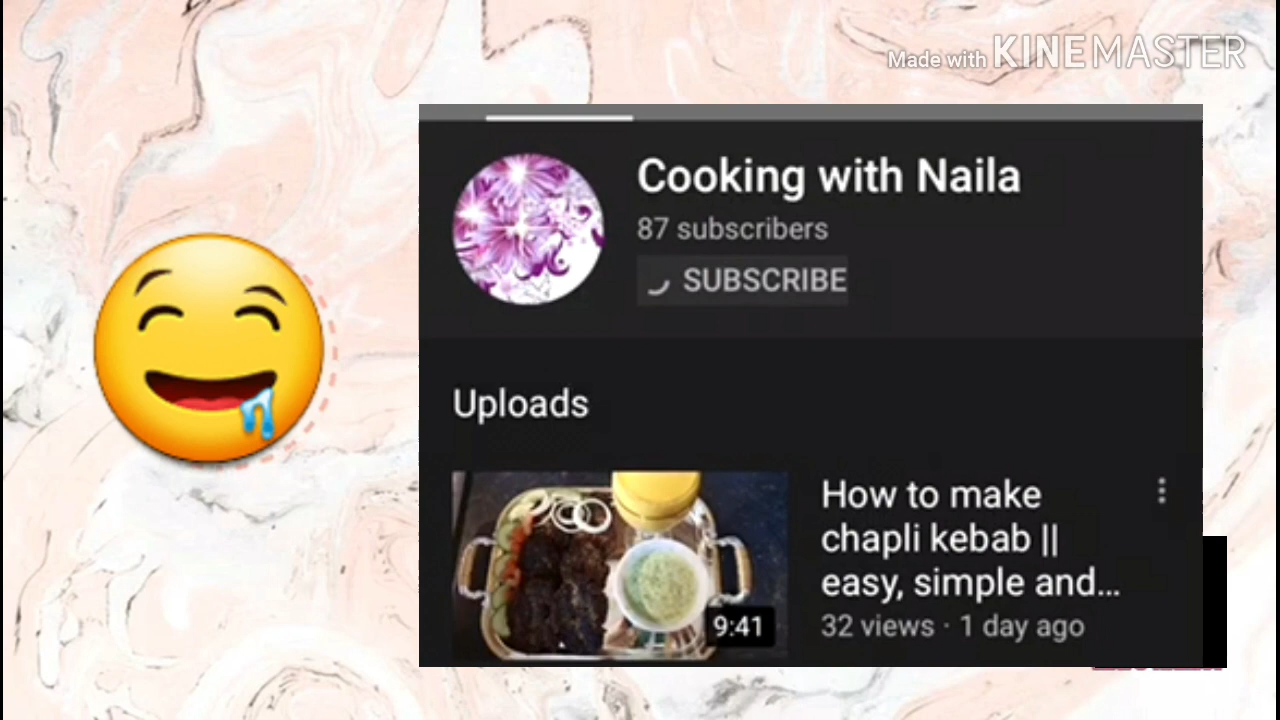 Made with KINEMASTER
Cooking with Naila
87 subscribers
SUBSCRIBE
Uploads
How to make
chapli kebab ||
easy, simple and...
9:41
32 views · 1 day ago